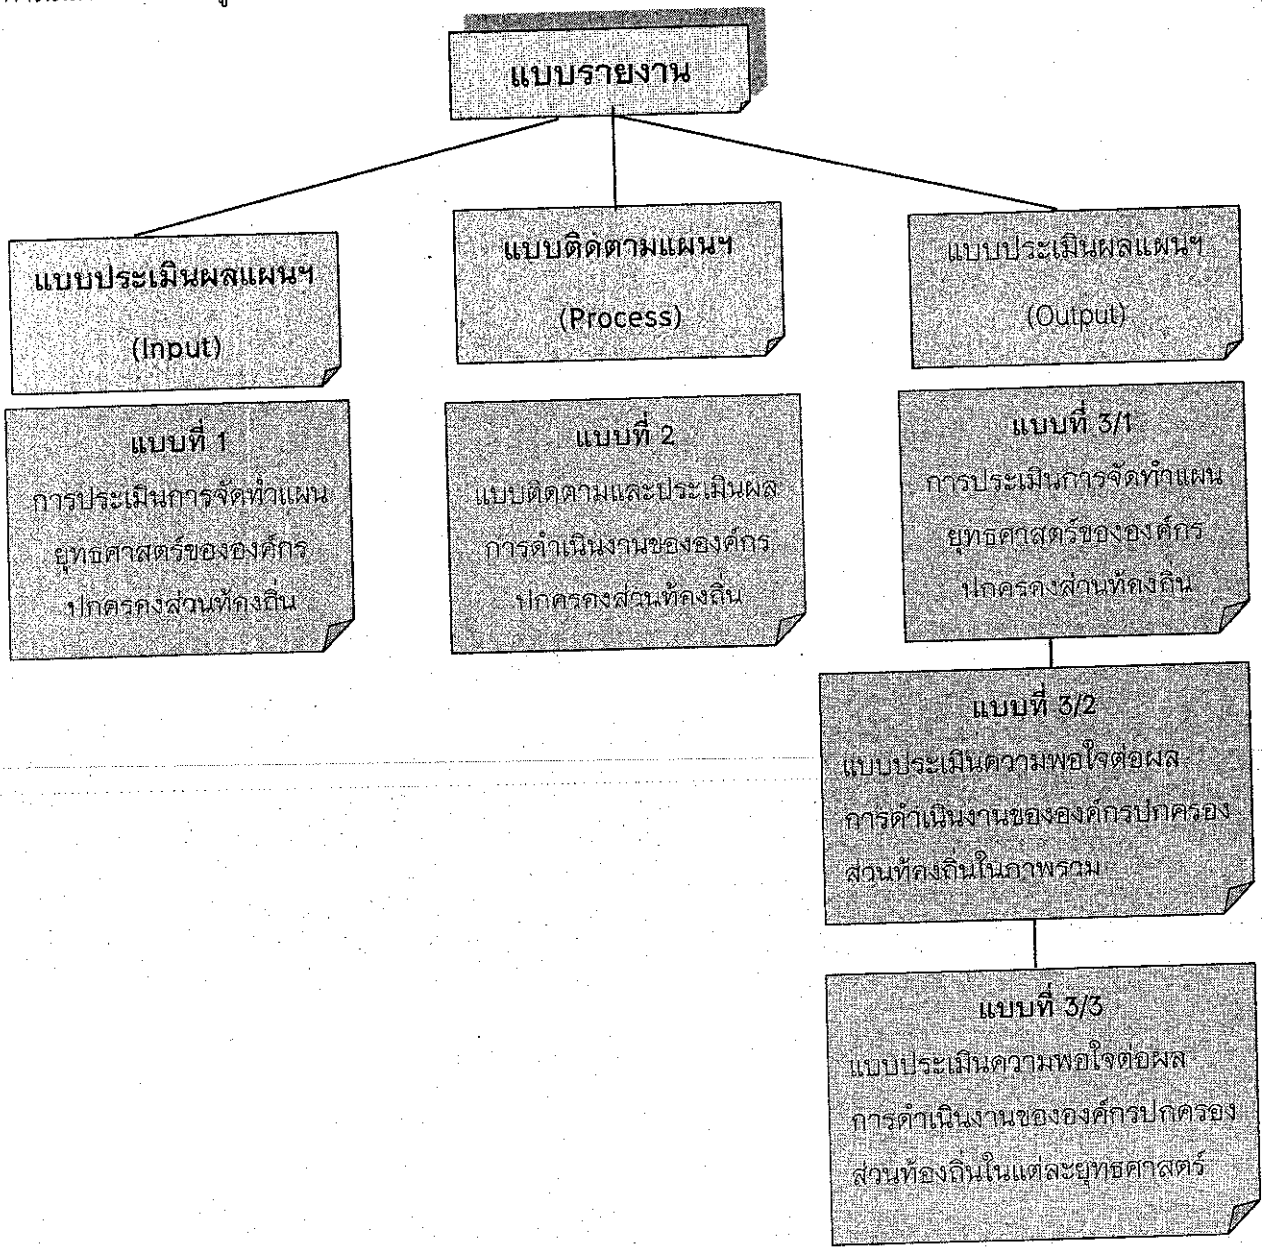 แบบรายงาน
แบบประเมินผลแผนฯ
(Input)
แบบที่ 1
การประเมินการจัดทำแผน
ยุทธศาสตร์ขององค์กร
ปกครองส่วนท้องถิ่น
แบบติดตามแผนฯ
(Process)
แบบที่ 2
แบบติดตามและประเมินผล
การดำเนินงานขององค์กร
ปกครองส่วนท้องถิ่น
แบบประเมินผลแผนฯ
(Output)
แบบที่ 3/1
การประเมินการจัดทำแผน
ยุทธศาสตร์ขององค์กร
ปกครองส่วนท้องถิ่น
แบบที่ 3/2
แบบประเมินความพอใจต่อผล
การดำเนินงานขององค์กรปกครอง
ส่วนท้องถิ่นในภาพรวม
แบบที่ 3/3
แบบประเมินความพอใจต่อผล
การดำเนินงานขององค์กรปกครอง
ส่วนท้องถิ่นในแต่ละยุทธศาสตร์